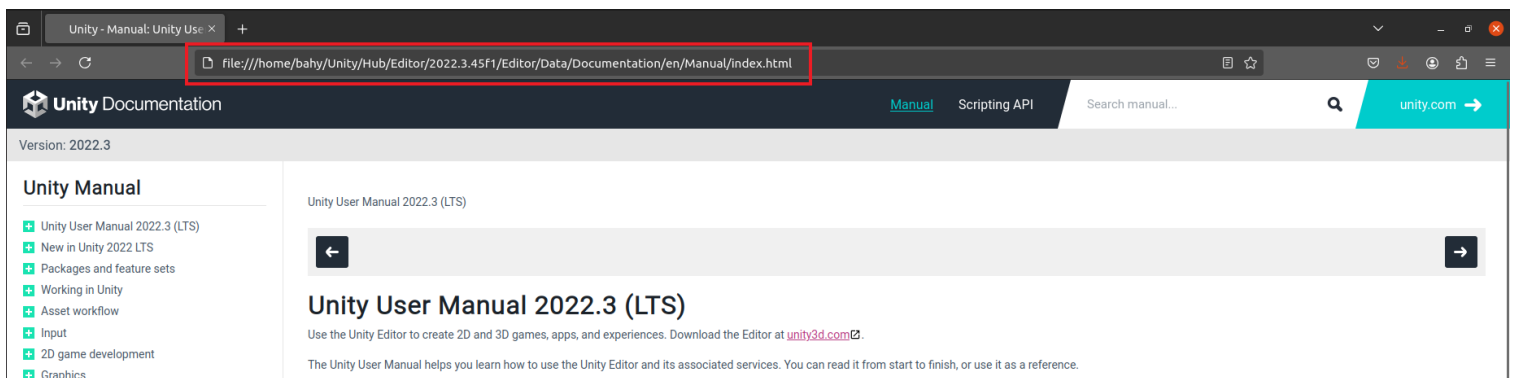 Unity - Manual: Unity Use
file:///home/bahy/Unity/Hub/Editor/2022.3.45f1/Editor/Data/Documentation/en/Manual/index.html
Unity Documentation
Manual
Scripting API
Search manual...
unity.com
Version: 2022.3
Unity Manual
Unity User Manual 2022.3 (LTS)
New in Unity 2022 LTS
Packages and feature sets
Working in Unity
Asset workflow
Input
2D game development
Graphics
Unity User Manual 2022.3 (LTS)
Unity User Manual 2022.3 (LTS)
Use the Unity Editor to create 2D and 3D games, apps, and experiences. Download the Editor at unity3d.com.
The Unity User Manual helps you learn how to use the Unity Editor and its associated services. You can read it from start to finish, or use it as a reference.